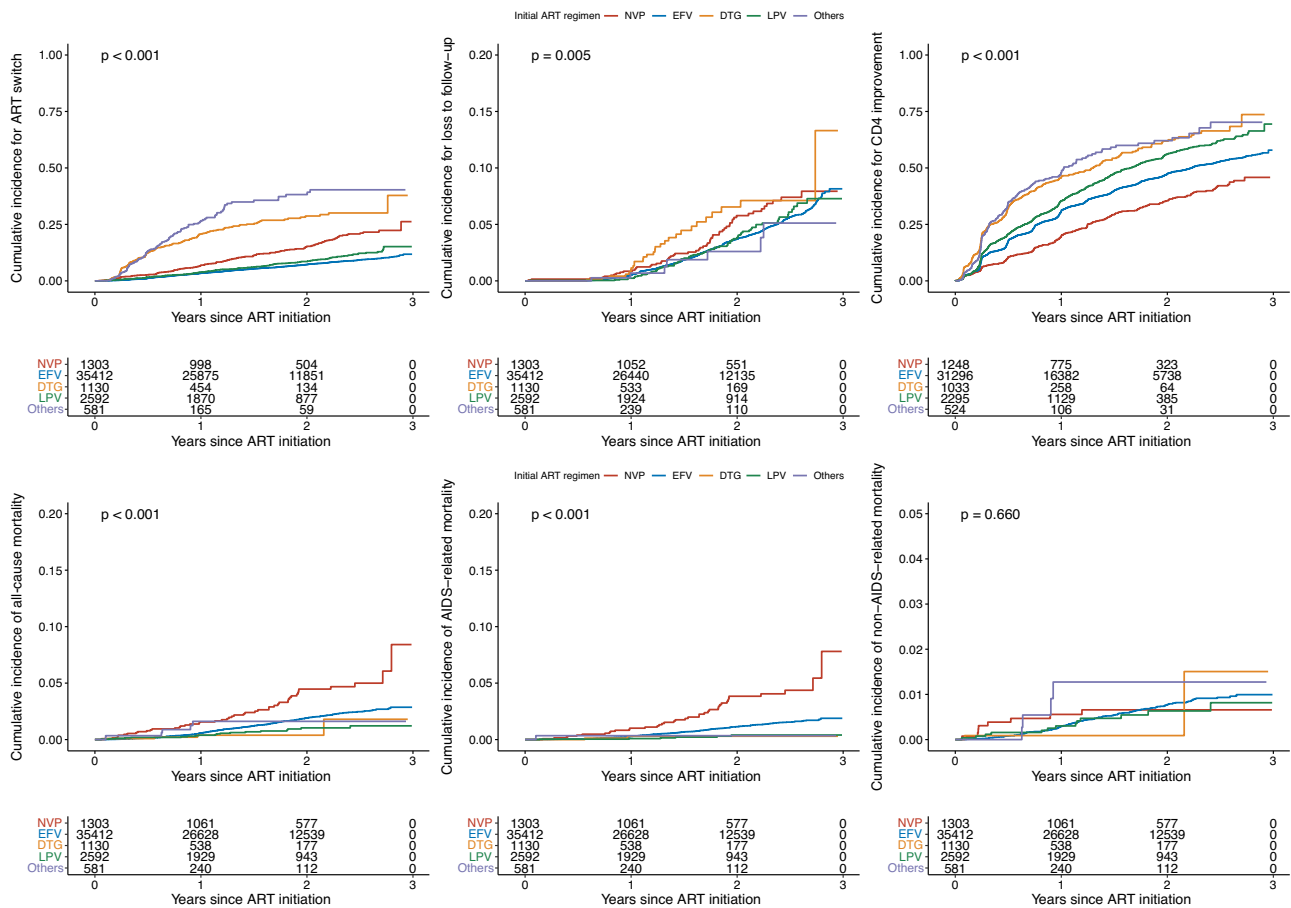 Initial ART regimen NVP EFV DTG LPV Others
Cumulative incidence for ART switch
p < 0.001
1.00
0.75
0.50
0.25
0.00
0 1 2 3
Years since ART initiation
NVP 1303 998 504 0
EFV 35412 25875 11851 0
DTG 1130 454 134 0
LPV 2592 1870 877 0
Others 581 165 59 0
0 1 2 3
Years since ART initiation
Cumulative incidence for loss to follow−up
p = 0.005
0.20
0.15
0.10
0.05
0.00
0 1 2 3
Years since ART initiation
NVP 1303 1052 551 0
EFV 35412 26440 12135 0
DTG 1130 533 169 0
LPV 2592 1924 914 0
Others 581 239 110 0
0 1 2 3
Years since ART initiation
Cumulative incidence for CD4 improvement
p < 0.001
1.00
0.75
0.50
0.25
0.00
0 1 2 3
Years since ART initiation
NVP 1248 775 323 0
EFV 31296 16382 5738 0
DTG 1033 258 64 0
LPV 2295 1129 385 0
Others 524 106 31 0
0 1 2 3
Years since ART initiation
Initial ART regimen NVP EFV DTG LPV Others
Cumulative incidence of all−cause mortality
p < 0.001
0.20
0.15
0.10
0.05
0.00
0 1 2 3
Years since ART initiation
NVP 1303 1061 577 0
EFV 35412 26628 12539 0
DTG 1130 538 177 0
LPV 2592 1929 943 0
Others 581 240 112 0
0 1 2 3
Years since ART initiation
Cumulative incidence of AIDS−related mortality
p < 0.001
0.20
0.15
0.10
0.05
0.00
0 1 2 3
Years since ART initiation
NVP 1303 1061 577 0
EFV 35412 26628 12539 0
DTG 1130 538 177 0
LPV 2592 1929 943 0
Others 581 240 112 0
0 1 2 3
Years since ART initiation
Cumulative incidence of non−AIDS−related mortality
p = 0.660
0.05
0.04
0.03
0.02
0.01
0.00
0 1 2 3
Years since ART initiation
NVP 1303 1061 577 0
EFV 35412 26628 12539 0
DTG 1130 538 177 0
LPV 2592 1929 943 0
Others 581 240 112 0
0 1 2 3
Years since ART initiation